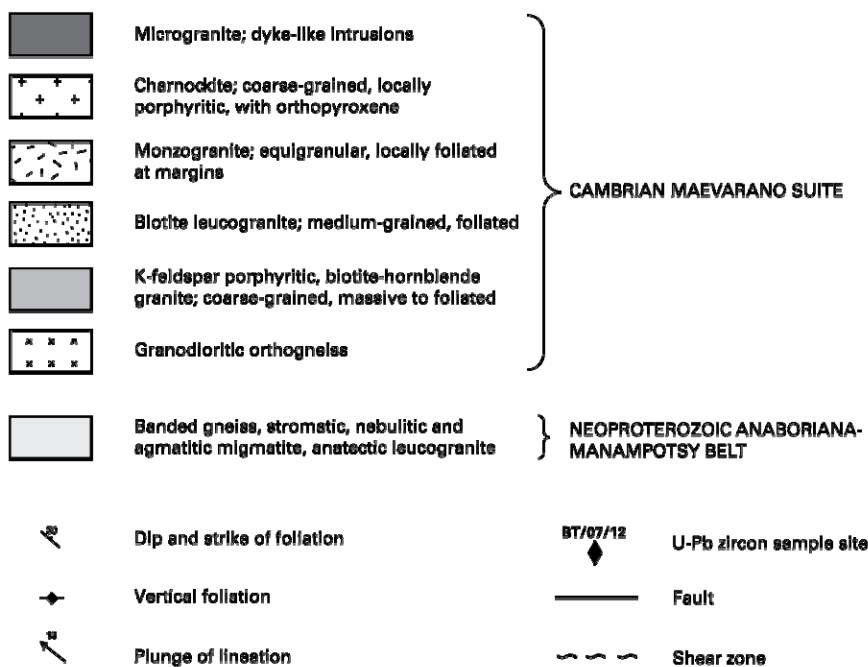 Microgranite; dyke-like intrusions
Charnockite; coarse-grained, locally
porphyritic, with orthopyroxene
Monzogranite; equigranular, locally foliated
at margins
CAMBRIAN MAEVARANO SUITE
Biotite leucogranite; medium-grained, foliated
K-feldspar porphyritic, biotite-hornblende
granite; coarse-grained, massive to foliated
Granodioritic orthogneiss
Banded gneiss, stromatic, nebulitic and
agmatitic migmatite, anatectic leucogranite
NEOPROTEROZOIC ANABORIANA-
MANAMPOTSY BELT
Dip and strike of foliation
BT/07/12
U-Pb zircon sample site
Vertical foliation
Fault
Plunge of lineation
Shear zone